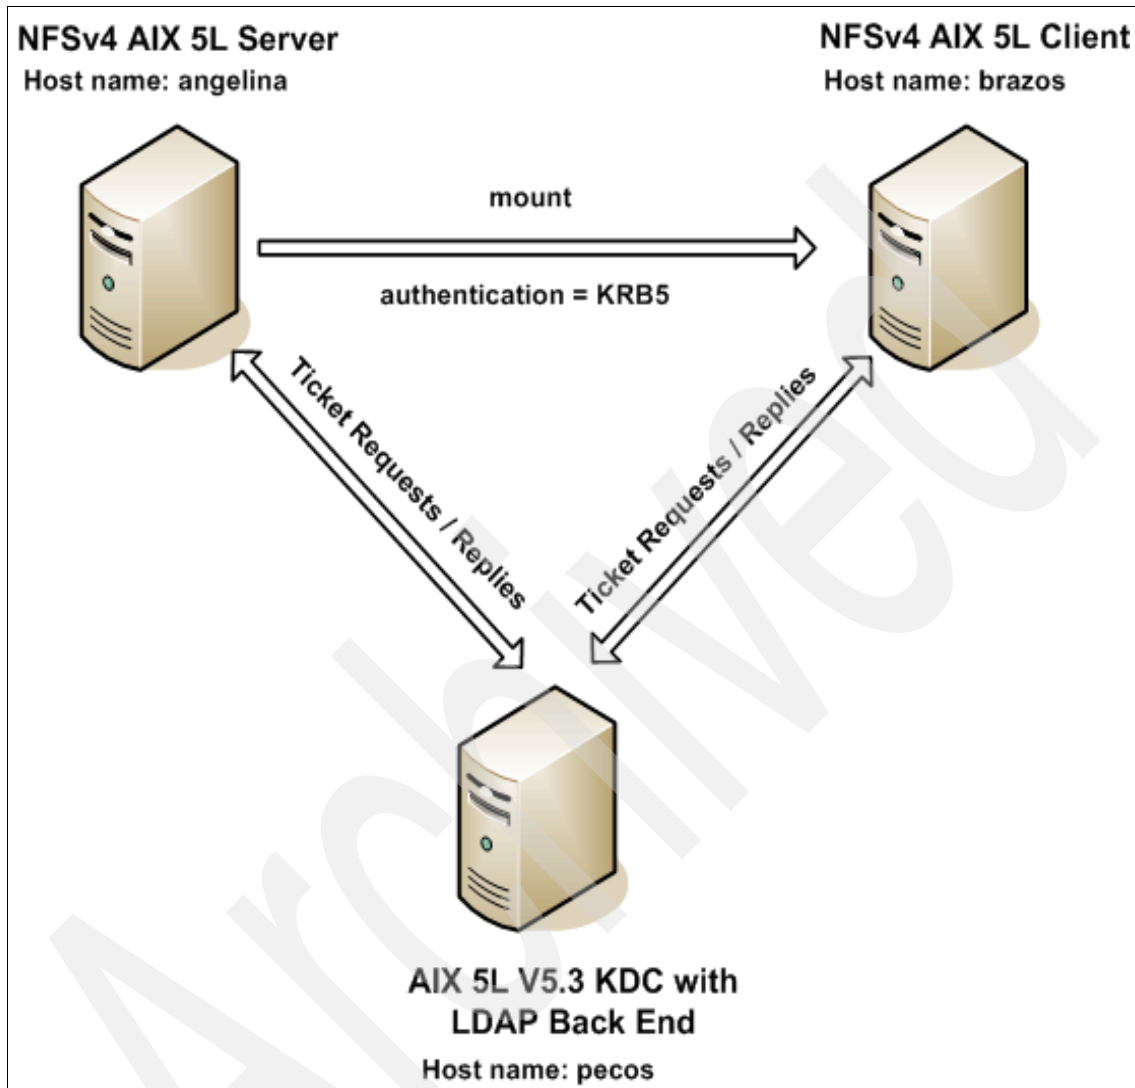 NFSv4 AIX 5L Server
Host name: angelina
NFSv4 AIX 5L Client
Host name: brazos
mount
authentication = KRB5
Ticket Requests / Replies
Ticket Requests / Replies
AIX 5L V5.3 KDC with
LDAP Back End
Host name: pecos
Archived